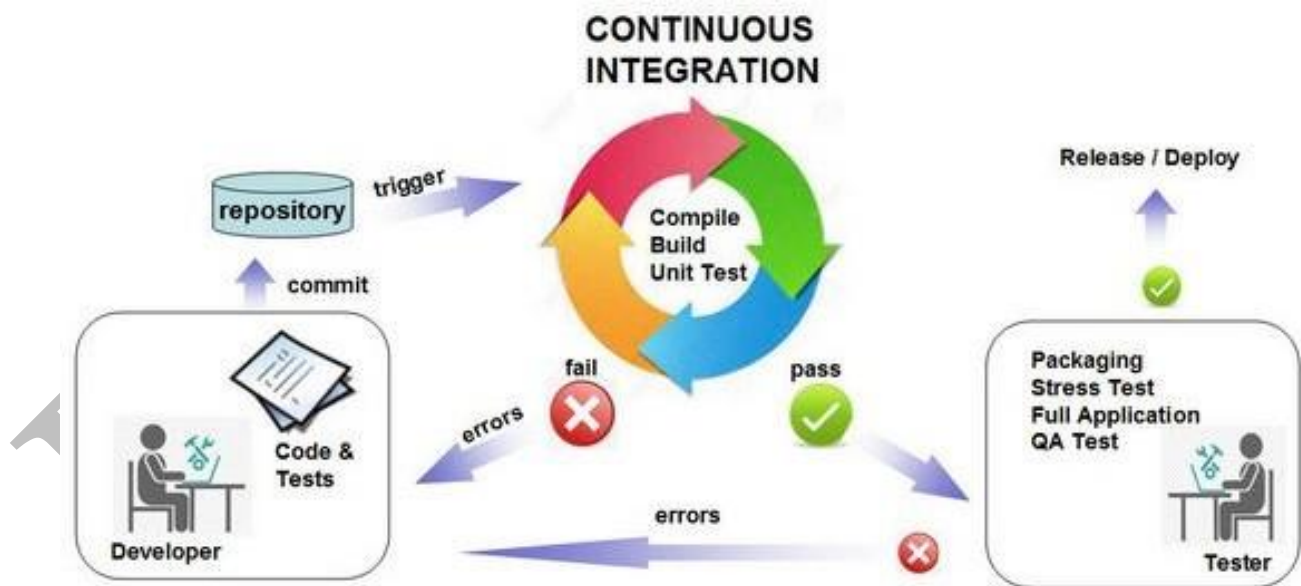 CONTINUOUS
INTEGRATION
Release / Deploy
trigger
repository
Compile
Build
Unit Test
commit
fail
pass
errors
Code &
Tests
Developer
Packaging
Stress Test
Full Application
QA Test
errors
Tester